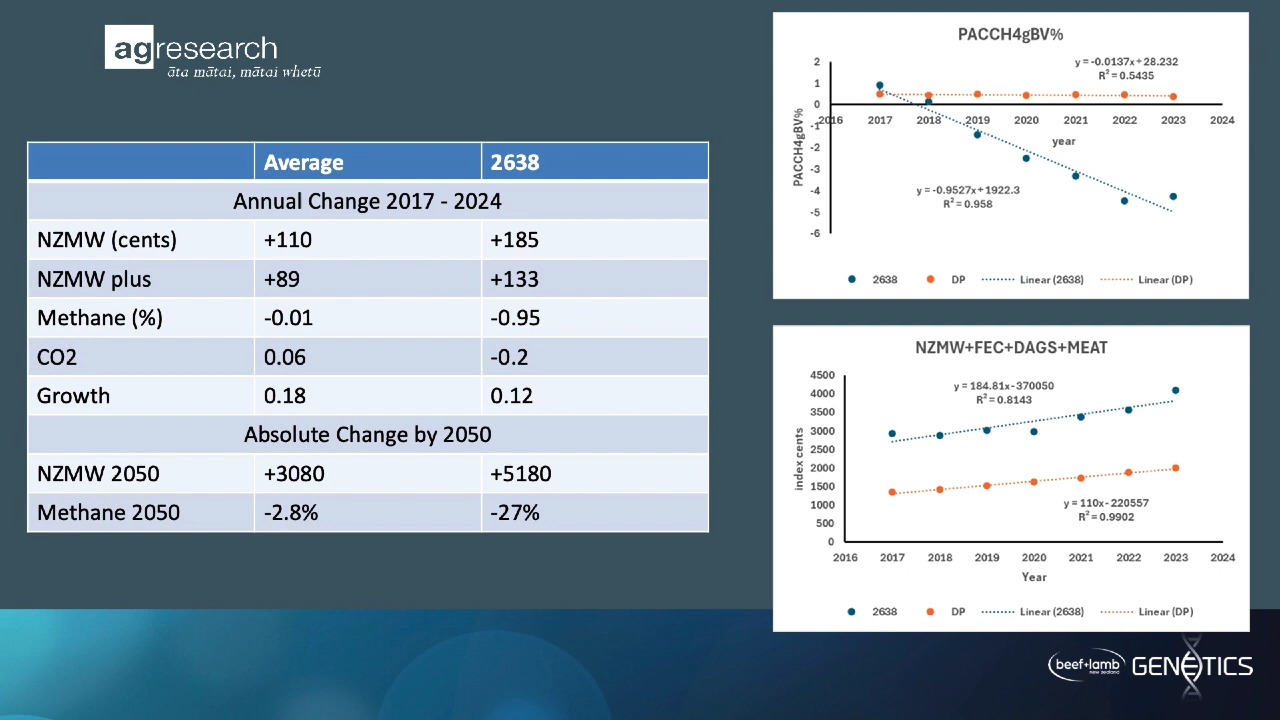 agresearch
āta mātai, mātai whetū
Average 2638
Annual Change 2017 - 2024
NZMW (cents) +110 +185
NZMW plus +89 +133
Methane (%) -0.01 -0.95
CO2 0.06 -0.2
Growth 0.18 0.12
Absolute Change by 2050
NZMW 2050 +3080 +5180
Methane 2050 -2.8% -27%
PACCH4gBV%
y = -0.0137x + 28.232
R² = 0.5435
2
1
0
-1
-2
-3
-4
-5
-6
PACCH4gBV%
2016 2017 2018 2019 2020 2021 2022 2023 2024
year
y = -0.9527x + 1922.3
R² = 0.958
2638 DP Linear (2638) Linear (DP)
NZMW+FEC+DAGS+MEAT
4500
4000
3500
3000
2500
2000
1500
1000
500
0
index cents
y = 184.81x - 370050
R² = 0.8143
y = 110x - 220557
R² = 0.9902
2016 2017 2018 2019 2020 2021 2022 2023 2024
Year
2638 DP Linear (2638) Linear (DP)
beef+lamb
new zealand
GENETICS